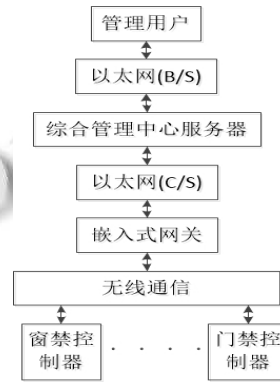 管理用户
以太网(B/S)
综合管理中心服务器
以太网(C/S)
嵌入式网关
无线通信
窗禁控
制器
. . . .
门禁控
制器